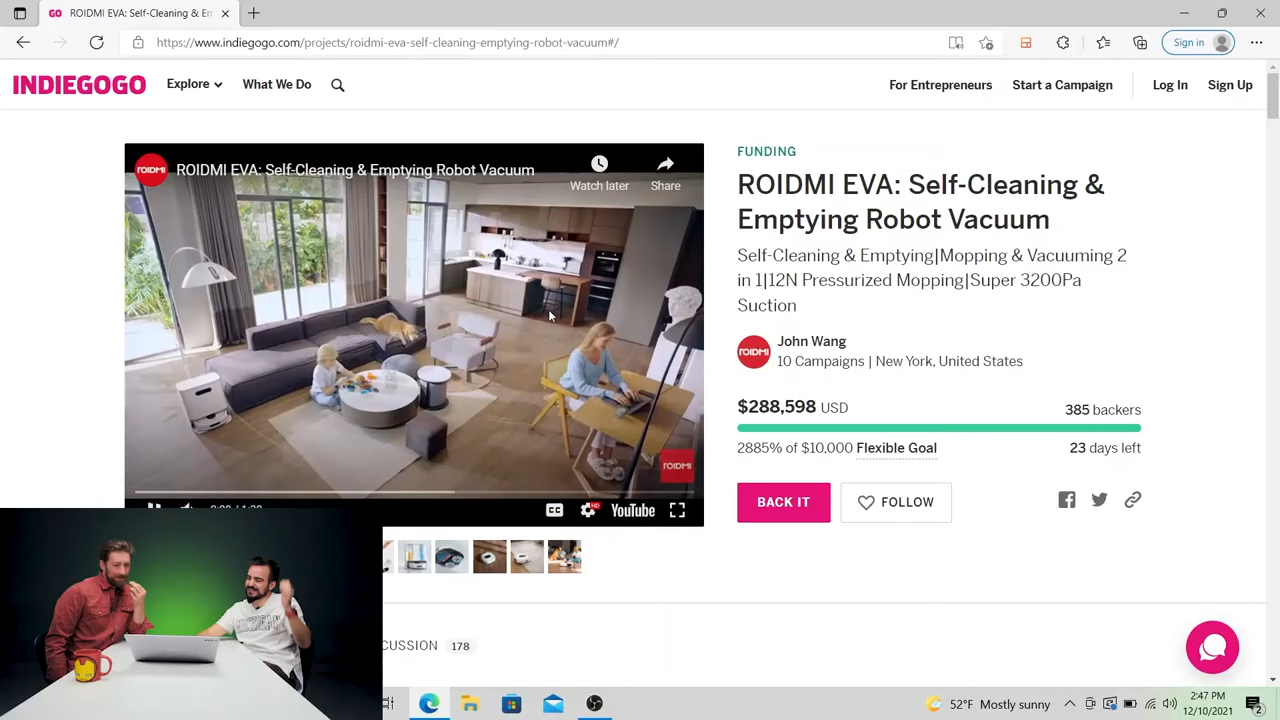 ROIDMI EVA: Self-Cleaning & En
https://www.indiegogo.com/projects/roidmi-eva-self-cleaning-emptying-robot-vacuum#/
Sign in
INDIEGOGO
Explore
What We Do
For Entrepreneurs
Start a Campaign
Log In
Sign Up
ROIDMI
ROIDMI EVA: Self-Cleaning & Emptying Robot Vacuum
Watch later
Share
ROIDMI
HD
YouTube
FUNDING
ROIDMI EVA: Self-Cleaning &
Emptying Robot Vacuum
Self-Cleaning & Emptying|Mopping & Vacuuming 2
in 1|12N Pressurized Mopping|Super 3200Pa
Suction
ROIDMI
John Wang
10 Campaigns | New York, United States
$288,598 USD
385 backers
2885% of $10,000 Flexible Goal
23 days left
BACK IT
FOLLOW
CUSSION 178
52°F Mostly sunny
2:47 PM
12/10/2021
2